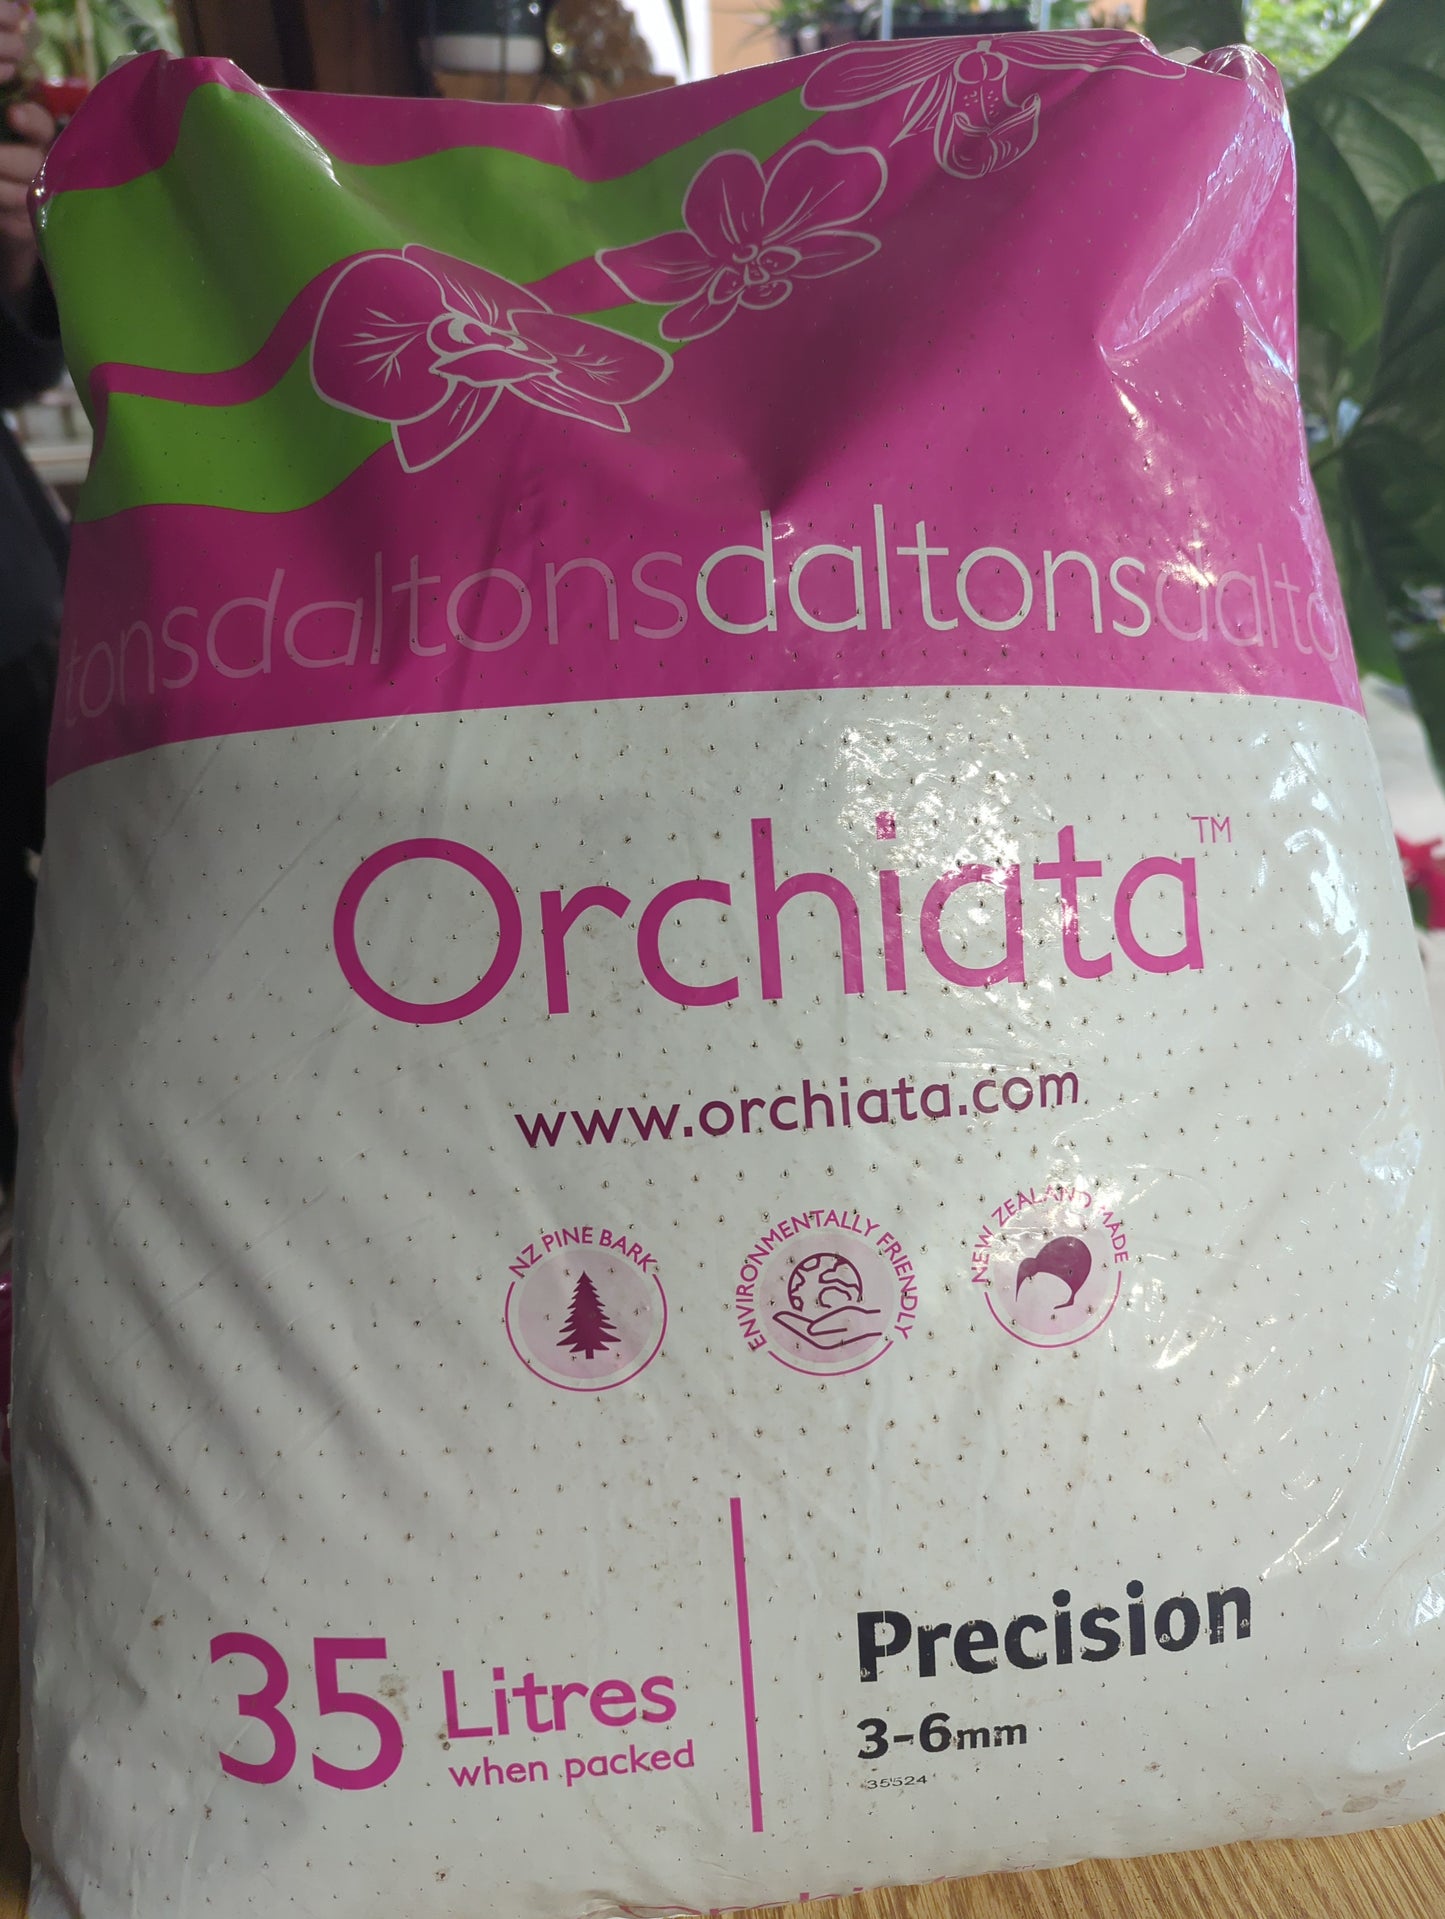 tonsdaltonsdaltonsdalto
Orchiata™
www.orchiata.com
NZ PINE BARK
ENVIRONMENTALLY FRIENDLY
NEW ZEALAND MADE
35 Litres
when packed
Precision
3-6mm
35524